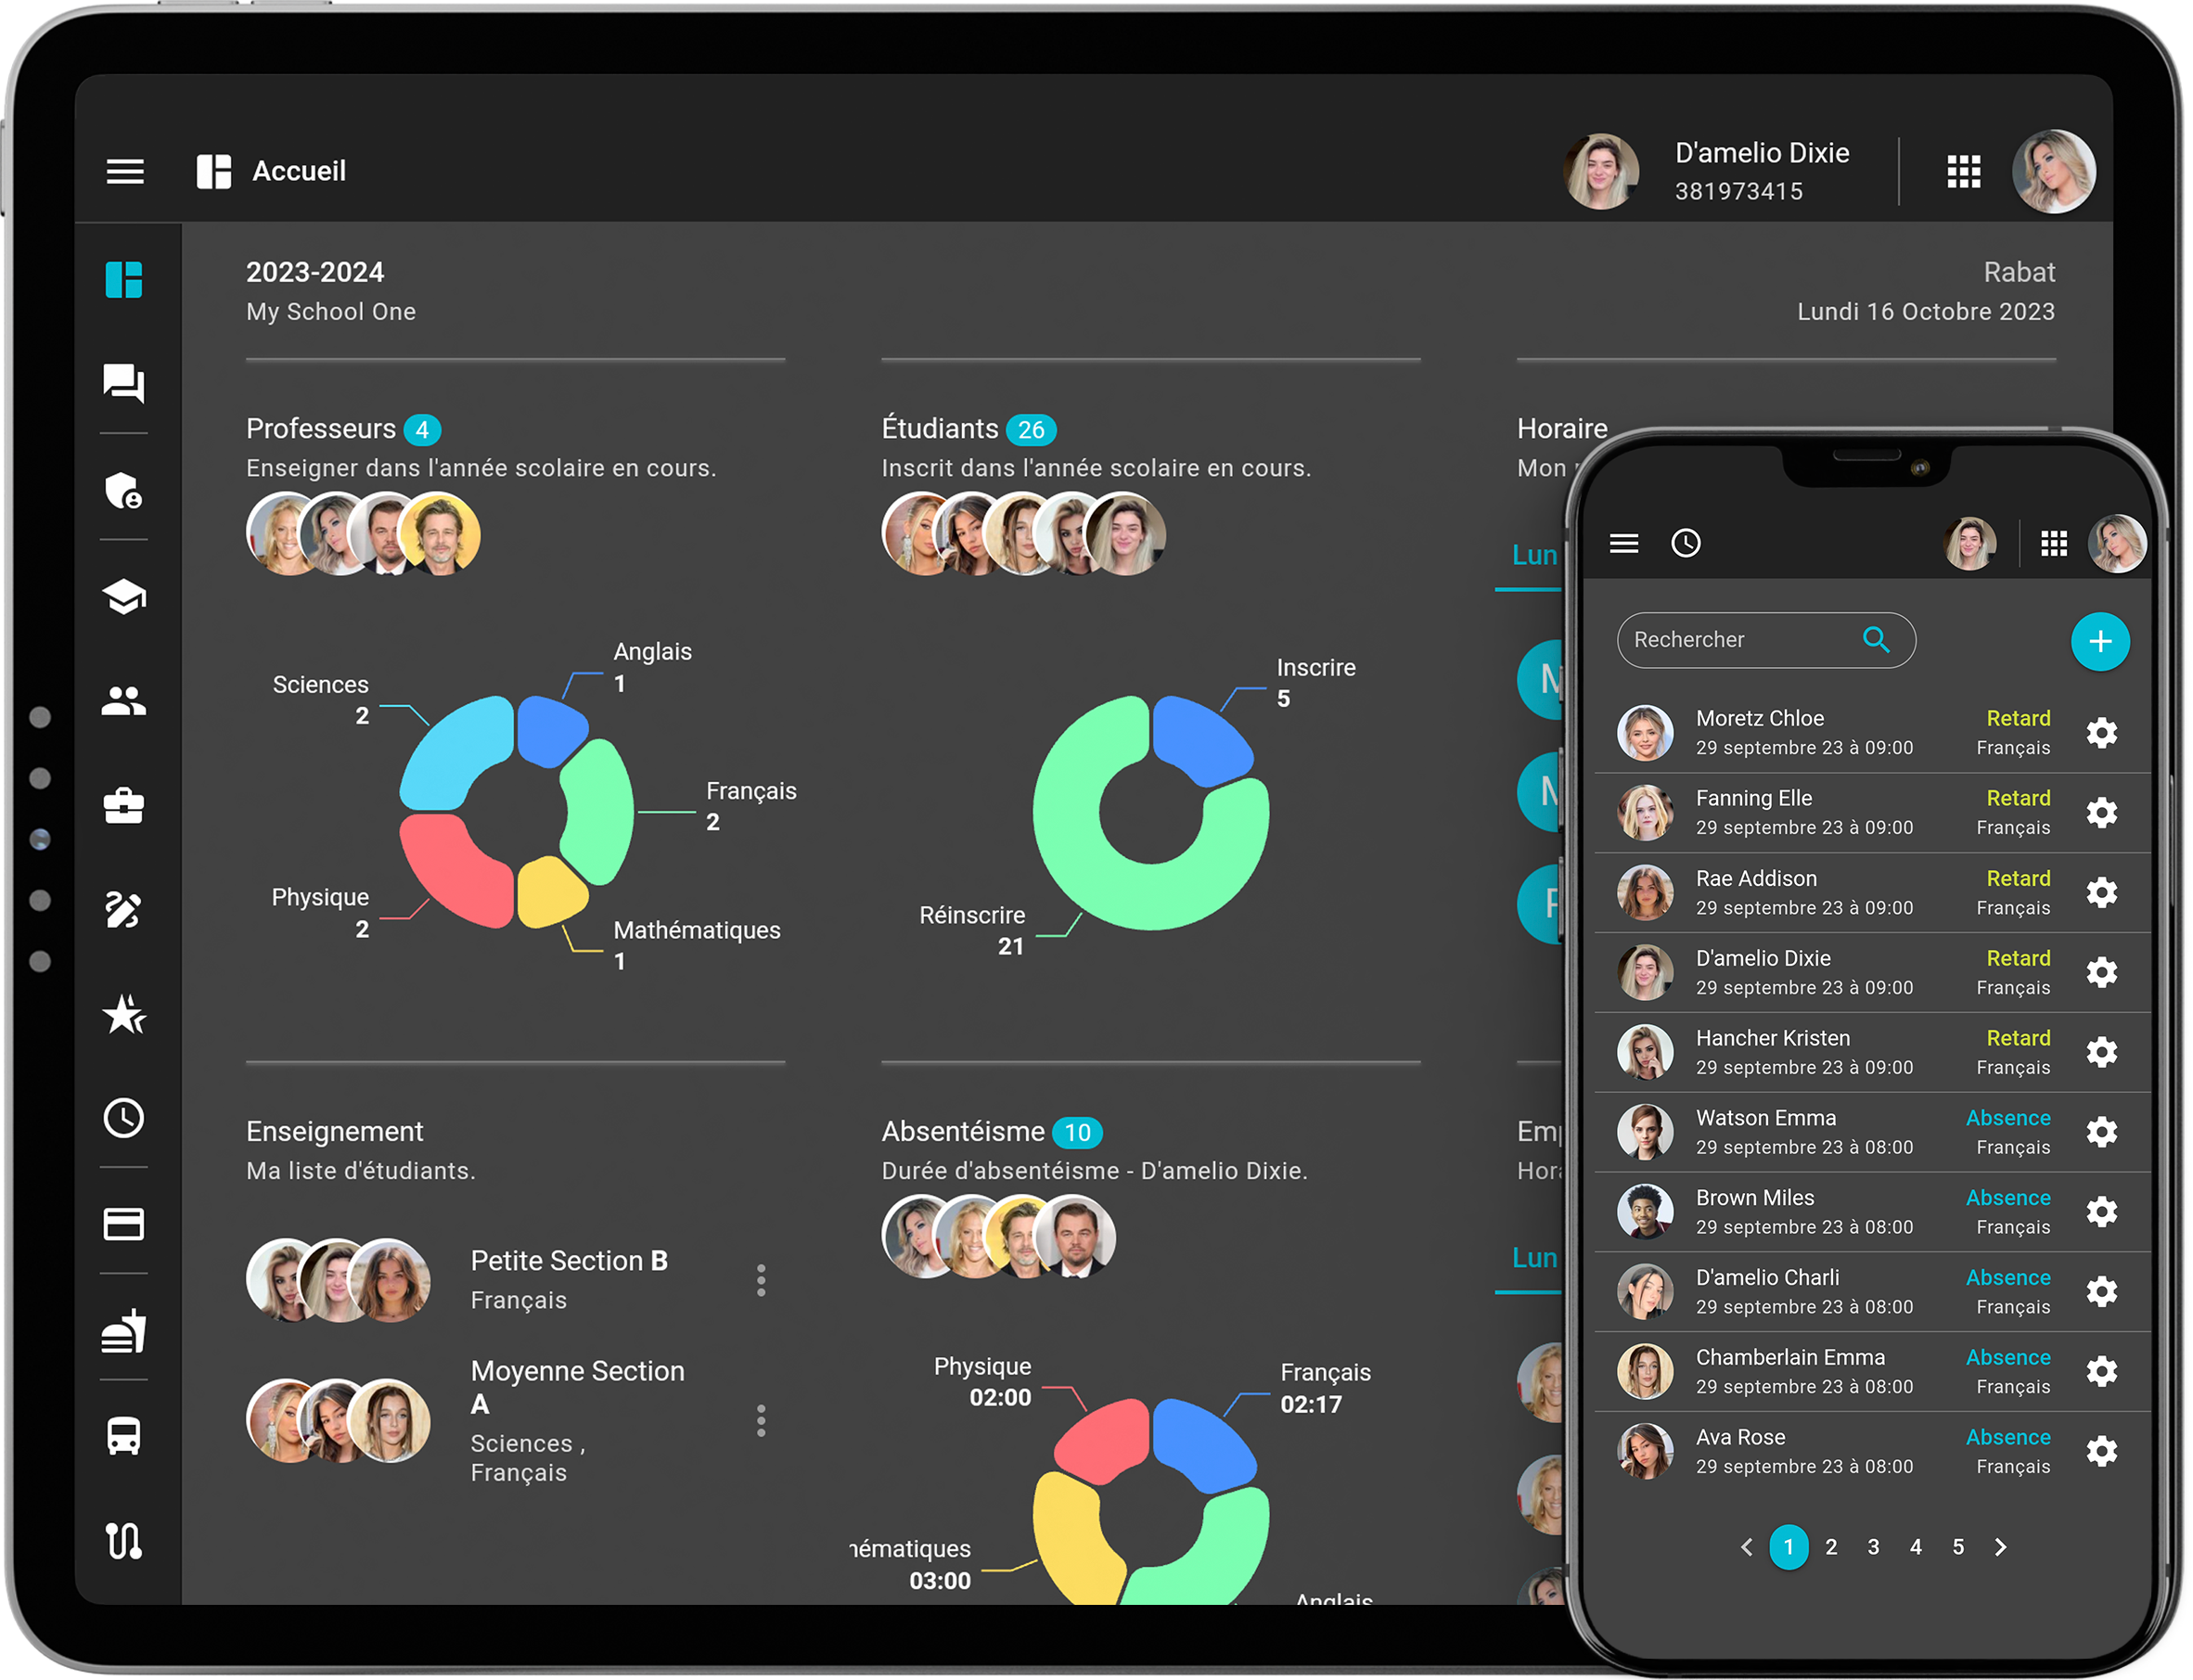 Accueil
D'amelio Dixie
381973415
2023-2024
My School One
Rabat
Lundi 16 Octobre 2023
Professeurs 4
Enseigner dans l'année scolaire en cours.
Anglais
1
Sciences
2
Français
2
Physique
2
Mathématiques
1
Étudiants 26
Inscrit dans l'année scolaire en cours.
Inscrire
5
Réinscrire
21
Horaire
Mon
Lun
M
M
Enseignement
Ma liste d'étudiants.
Petite Section B
Français
Moyenne Section
A
Sciences ,
Français
Absentéisme 10
Durée d'absentéisme - D'amelio Dixie.
Physique
02:00
Français
02:17
hématiques
03:00
Anglais
Em
Hor
Lun
Rechercher
Moretz Chloe Retard
29 septembre 23 à 09:00 Français
Fanning Elle Retard
29 septembre 23 à 09:00 Français
Rae Addison Retard
29 septembre 23 à 09:00 Français
D'amelio Dixie Retard
29 septembre 23 à 09:00 Français
Hancher Kristen Retard
29 septembre 23 à 09:00 Français
Watson Emma Absence
29 septembre 23 à 08:00 Français
Brown Miles Absence
29 septembre 23 à 08:00 Français
D'amelio Charli Absence
29 septembre 23 à 08:00 Français
Chamberlain Emma Absence
29 septembre 23 à 08:00 Français
Ava Rose Absence
29 septembre 23 à 08:00 Français
1 2 3 4 5